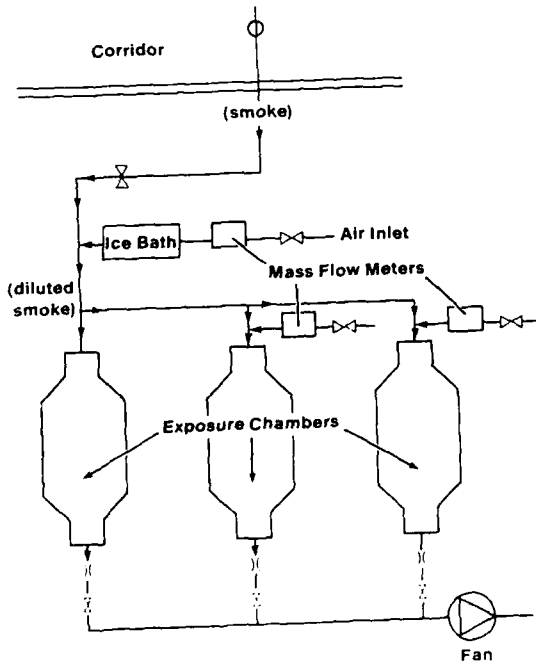 Corridor
(smoke)
Ice Bath
Air Inlet
Mass Flow Meters
(diluted
smoke)
Exposure Chambers
Fan